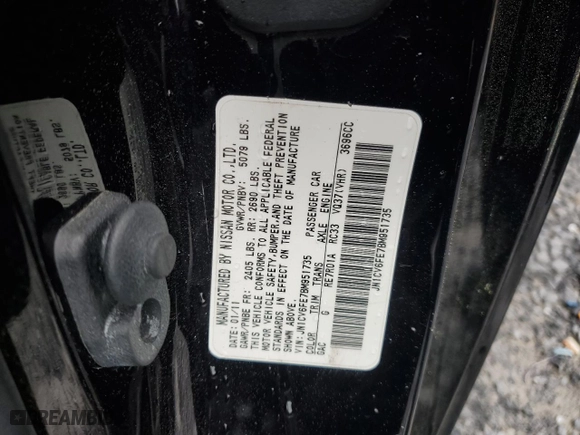 MANUFACTURED BY NISSAN MOTOR CO.,LTD.
DATE: 01/11 GVWR/PNBV: 5079 LBS.
GAWR/PNBE FR: 2405 LBS. RR: 2690 LBS.
THIS VEHICLE CONFORMS TO ALL APPLICABLE FEDERAL
MOTOR VEHICLE SAFETY,BUMPER,AND THEFT PREVENTION
STANDARDS IN EFFECT ON THE DATE OF MANUFACTURE
SHOWN ABOVE.
VIN: JN1CV6FE7BM951735 PASSENGER CAR
COLOR TRIM TRANS AXLE ENGINE
GAC G RE7R01A RC33 VQ37(VHR) 3696CC
JN1CV6FE7BM951735
DREAMBID